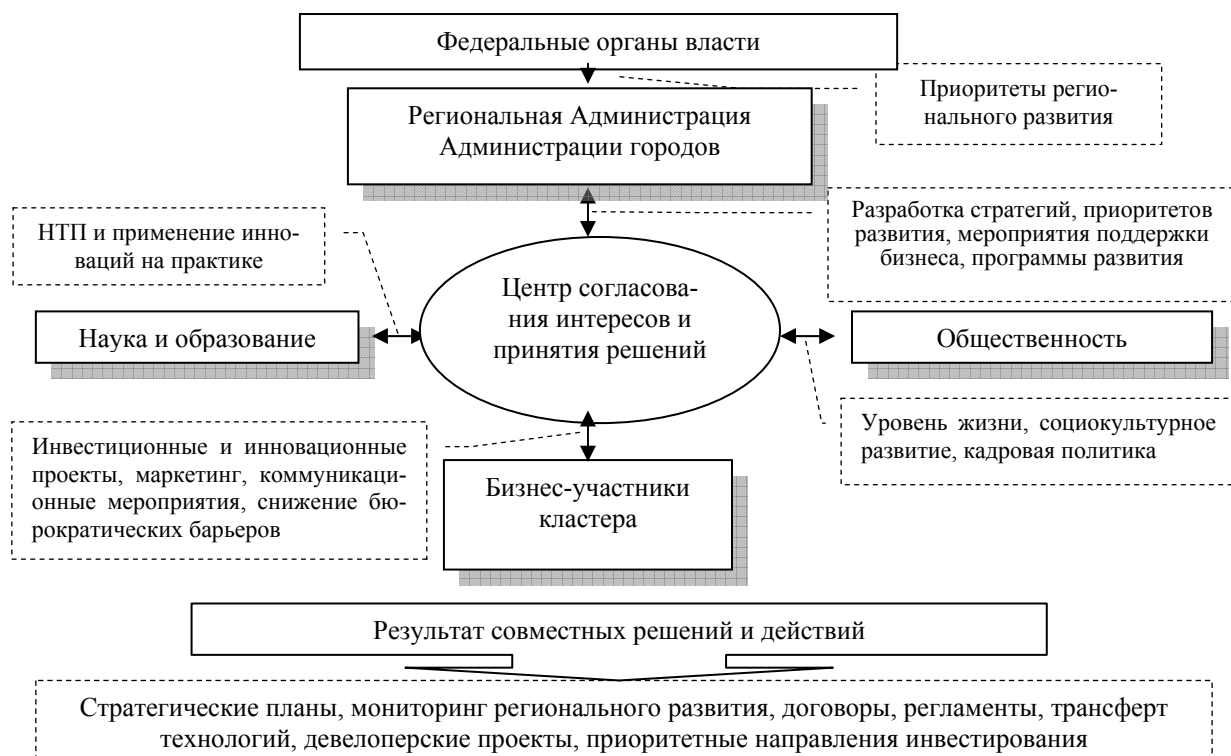 Федеральные органы власти
Приоритеты регио-
нального развития
Региональная Администрация
Администрации городов
НТП и применение инно-
ваций на практике
Разработка стратегий, приоритетов
развития, мероприятия поддержки
бизнеса, программы развития
Центр согласова-
ния интересов и
принятия решений
Наука и образование
Общественность
Инвестиционные и инновационные
проекты, маркетинг, коммуникаци-
онные мероприятия, снижение бю-
рократических барьеров
Уровень жизни, социокультурное
развитие, кадровая политика
Бизнес-участники
кластера
Результат совместных решений и действий
Стратегические планы, мониторинг регионального развития, договоры, регламенты, трансферт
технологий, девелоперские проекты, приоритетные направления инвестирования